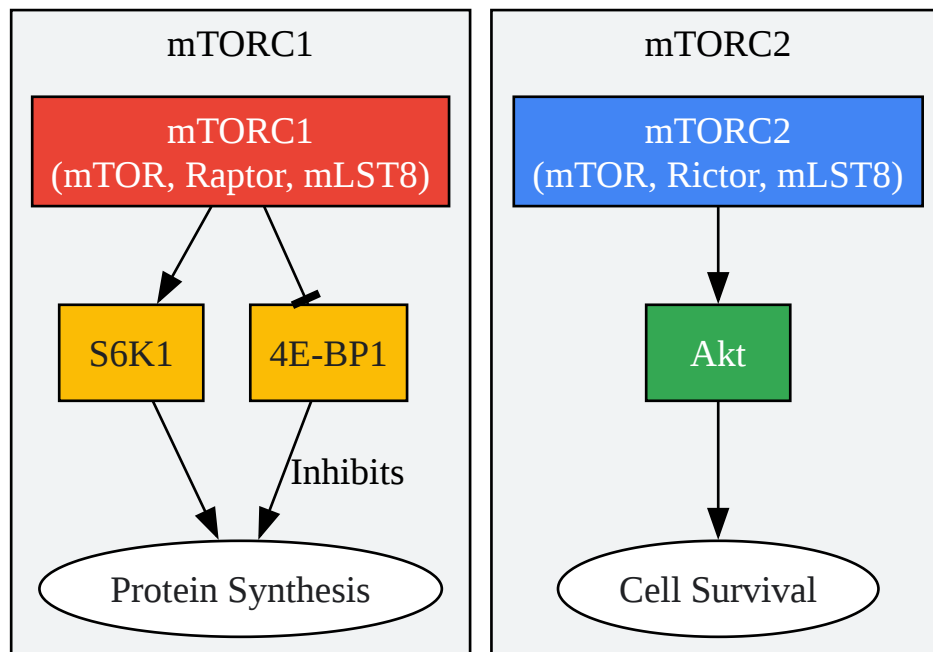 mTORC1
mTORC1
(mTOR, Raptor, mLST8)
S6K1
4E-BP1
Inhibits
Protein Synthesis
mTORC2
mTORC2
(mTOR, Rictor, mLST8)
Akt
Cell Survival